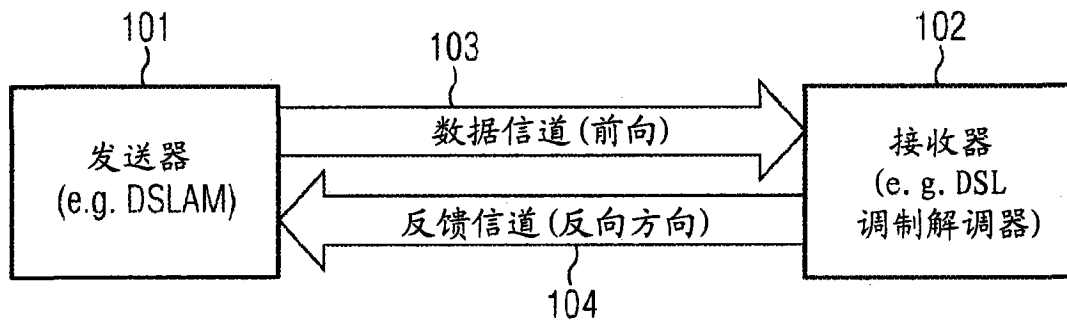 101
103
102
发送器
(e.g. DSLAM)
数据信道(前向)
反馈信道(反向方向)
接收器
(e.g.DSL
调制解调器)
104